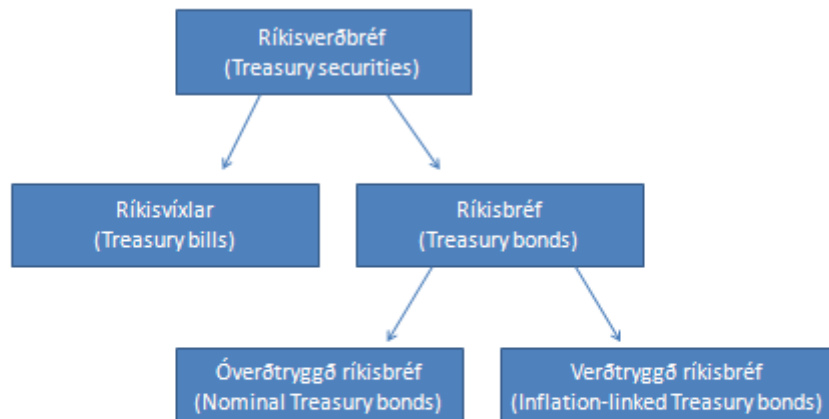 Ríkisverðbréf
(Treasury securities)
Ríkisvíxlar
(Treasury bills)
Ríkisbréf
(Treasury bonds)
Óverðtryggð ríkisbréf
(Nominal Treasury bonds)
Verðtryggð ríkisbréf
(Inflation-linked Treasury bonds)